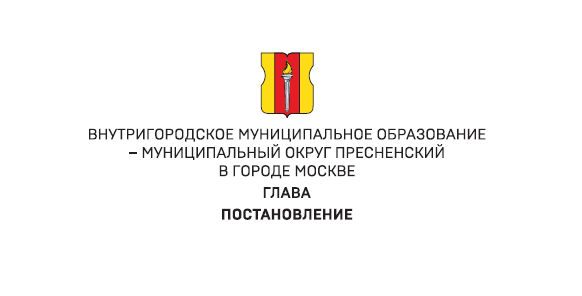 ВНУТРИГОРОДСКОЕ МУНИЦИПАЛЬНОЕ ОБРАЗОВАНИЕ
– МУНИЦИПАЛЬНЫЙ ОКРУГ ПРЕСНЕНСКИЙ
В ГОРОДЕ МОСКВЕ
ГЛАВА
ПОСТАНОВЛЕНИЕ